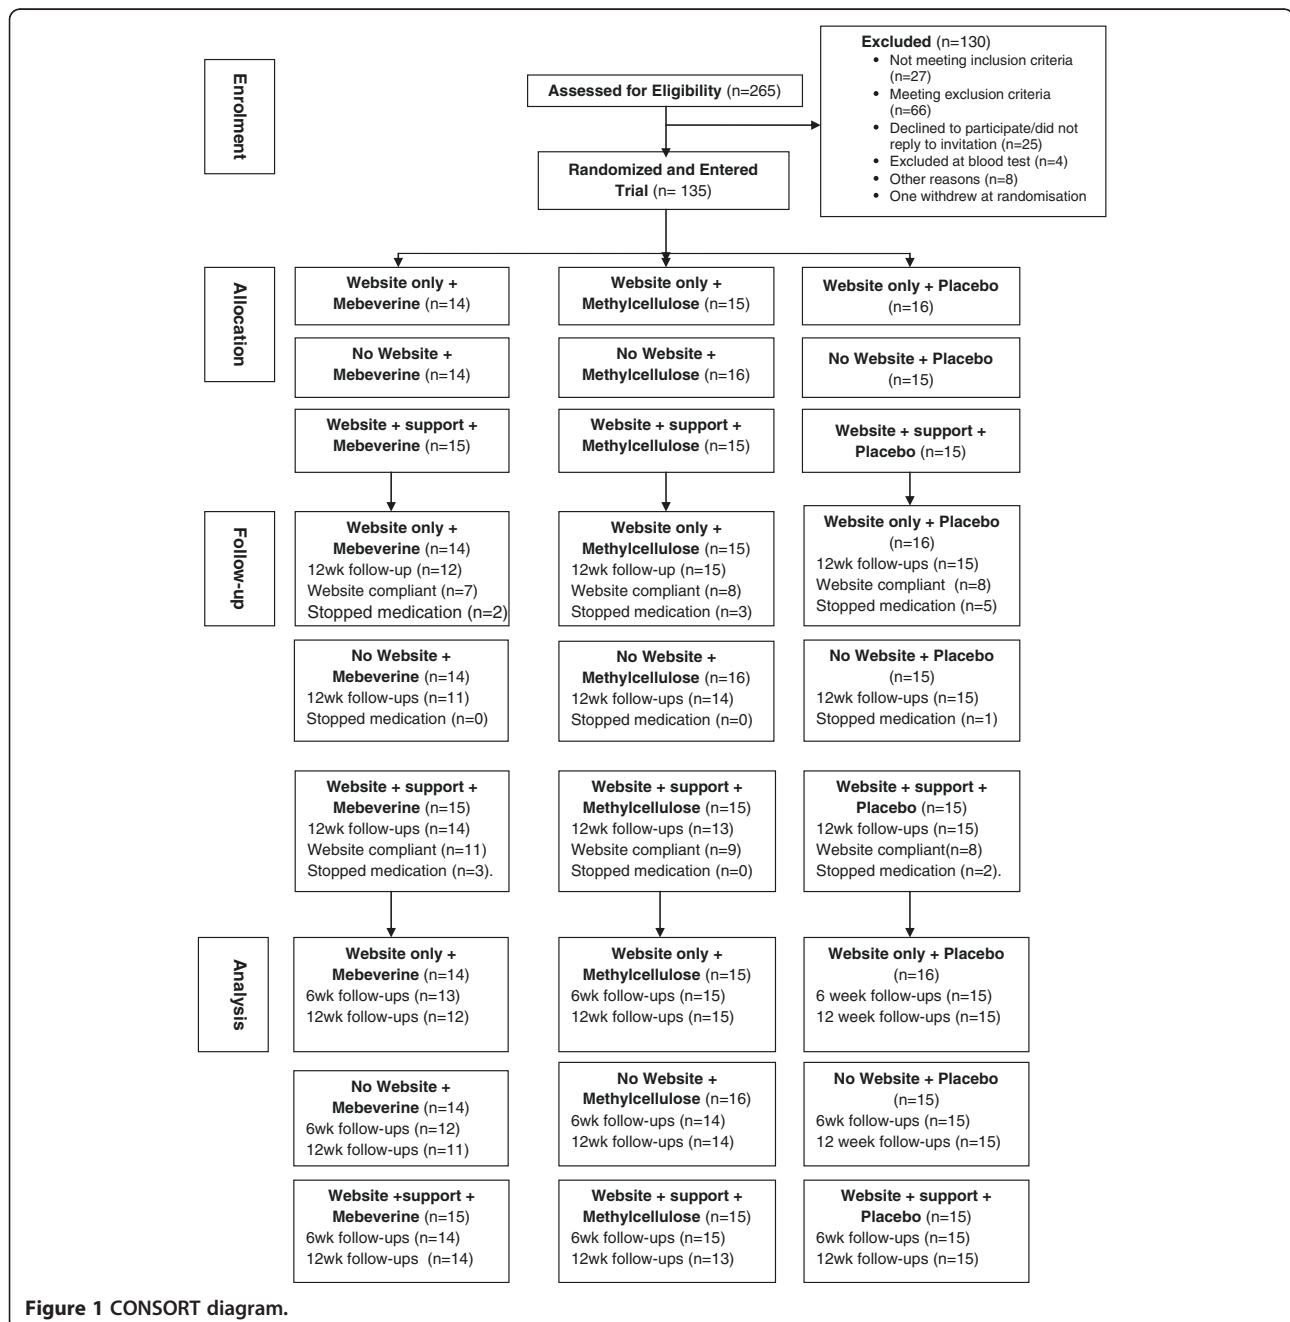 Enrolment
Assessed for Eligibility (n=265)
Excluded (n=130)
• Not meeting inclusion criteria
(n=27)
• Meeting exclusion criteria
(n=66)
• Declined to participate/did not
reply to invitation (n=25)
• Excluded at blood test (n=4)
• Other reasons (n=8)
• One withdrew at randomisation
Randomized and Entered
Trial (n= 135)
Allocation
Website only +
Mebeverine (n=14)
Website only +
Methylcellulose (n=15)
Website only + Placebo
(n=16)
No Website +
Mebeverine (n=14)
No Website +
Methylcellulose (n=16)
No Website + Placebo
(n=15)
Website + support +
Mebeverine (n=15)
Website + support +
Methylcellulose (n=15)
Website + support +
Placebo (n=15)
Follow-up
Website only +
Mebeverine (n=14)
12wk follow-up (n=12)
Website compliant (n=7)
Stopped medication (n=2)
Website only +
Methylcellulose (n=15)
12wk follow-up (n=15)
Website compliant (n=8)
Stopped medication (n=3)
Website only + Placebo
(n=16)
12wk follow-ups (n=15)
Website compliant (n=8)
Stopped medication (n=5)
No Website +
Mebeverine (n=14)
12wk follow-ups (n=11)
Stopped medication (n=0)
No Website +
Methylcellulose (n=16)
12wk follow-ups (n=14)
Stopped medication (n=0)
No Website + Placebo
(n=15)
12wk follow-ups (n=15)
Stopped medication (n=1)
Website + support +
Mebeverine (n=15)
12wk follow-ups (n=14)
Website compliant (n=11)
Stopped medication (n=3).
Website + support +
Methylcellulose (n=15)
12wk follow-ups (n=13)
Website compliant (n=9)
Stopped medication (n=0)
Website + support +
Placebo (n=15)
12wk follow-ups (n=15)
Website compliant(n=8)
Stopped medication (n=2).
Analysis
Website only +
Mebeverine (n=14)
6wk follow-ups (n=13)
12wk follow-ups (n=12)
Website only +
Methylcellulose (n=15)
6wk follow-ups (n=15)
12wk follow-ups (n=15)
Website only + Placebo
(n=16)
6 week follow-ups (n=15)
12 week follow-ups (n=15)
No Website +
Mebeverine (n=14)
6wk follow-ups (n=12)
12wk follow-ups (n=11)
No Website +
Methylcellulose (n=16)
6wk follow-ups (n=14)
12wk follow-ups (n=14)
No Website + Placebo
(n=15)
6wk follow-ups (n=15)
12 week follow-ups (n=15)
Website +support +
Mebeverine (n=15)
6wk follow-ups (n=14)
12wk follow-ups (n=14)
Website + support +
Methylcellulose (n=15)
6wk follow-ups (n=15)
12wk follow-ups (n=13)
Website + support +
Placebo (n=15)
6wk follow-ups (n=15)
12wk follow-ups (n=15)
Figure 1 CONSORT diagram.